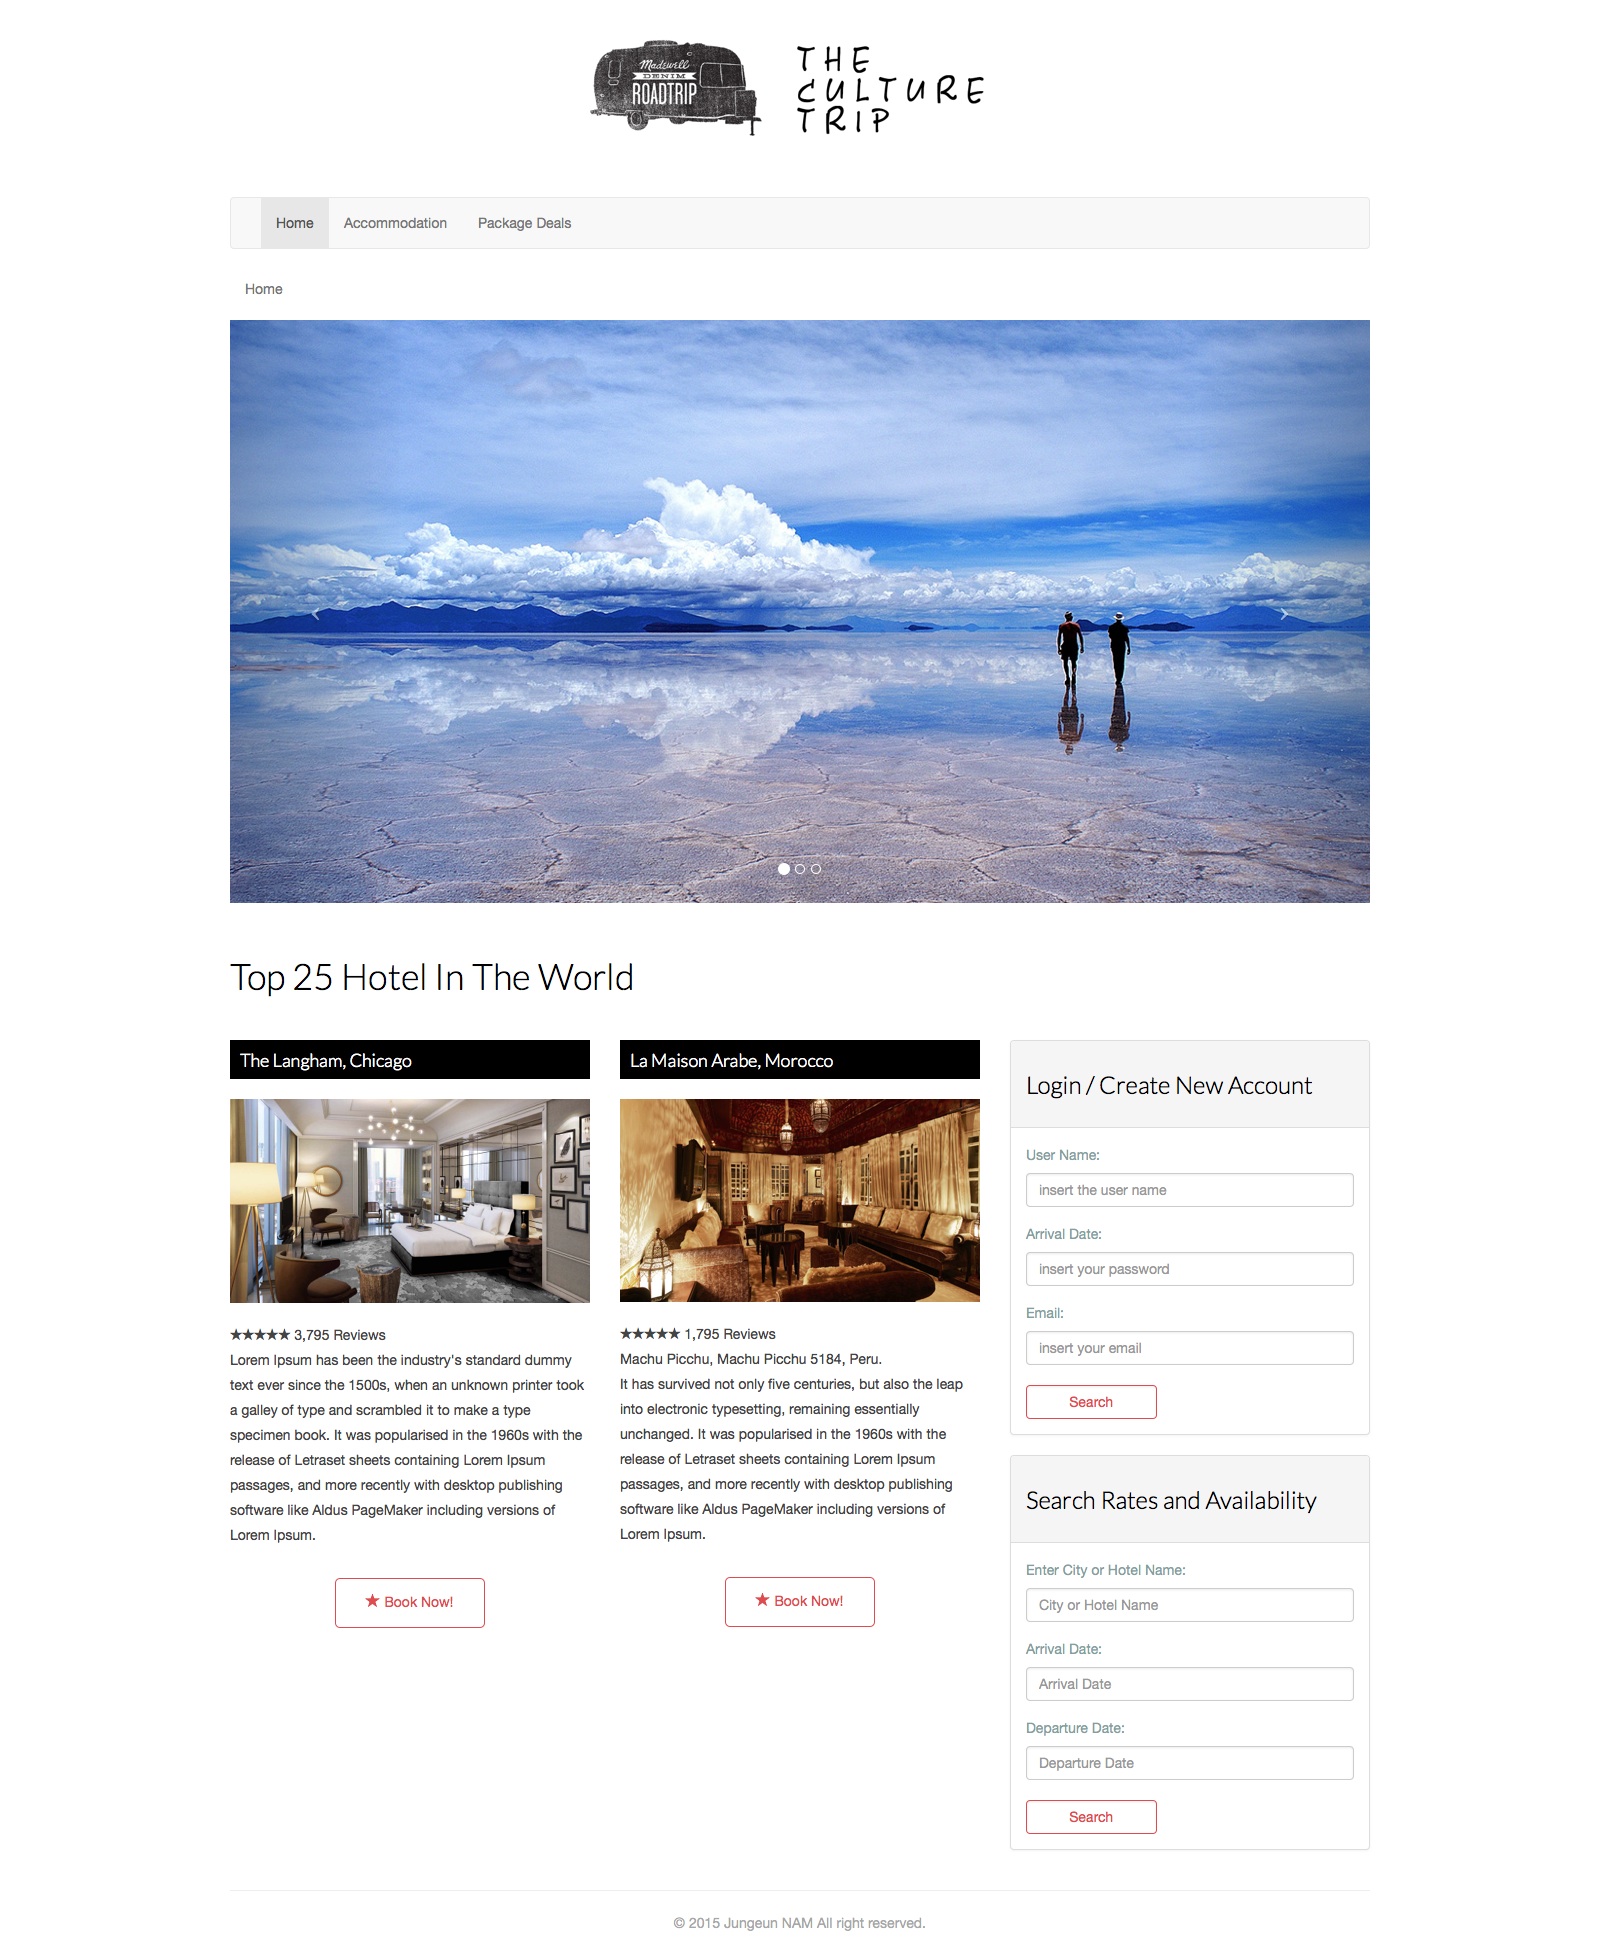 Madewell
DENIM
ROADTRIP
THE
CULTURE
TRIP
Home Accommodation Package Deals
Home
Top 25 Hotel In The World
The Langham, Chicago
★★★★★ 3,795 Reviews
Lorem Ipsum has been the industry's standard dummy
text ever since the 1500s, when an unknown printer took
a galley of type and scrambled it to make a type
specimen book. It was popularised in the 1960s with the
release of Letraset sheets containing Lorem Ipsum
passages, and more recently with desktop publishing
software like Aldus PageMaker including versions of
Lorem Ipsum.
★ Book Now!
La Maison Arabe, Morocco
★★★★★ 1,795 Reviews
Machu Picchu, Machu Picchu 5184, Peru.
It has survived not only five centuries, but also the leap
into electronic typesetting, remaining essentially
unchanged. It was popularised in the 1960s with the
release of Letraset sheets containing Lorem Ipsum
passages, and more recently with desktop publishing
software like Aldus PageMaker including versions of
Lorem Ipsum.
★ Book Now!
Login / Create New Account
User Name:
insert the user name
Arrival Date:
insert your password
Email:
insert your email
Search
Search Rates and Availability
Enter City or Hotel Name:
City or Hotel Name
Arrival Date:
Arrival Date
Departure Date:
Departure Date
Search
© 2015 Jungeun NAM All right reserved.